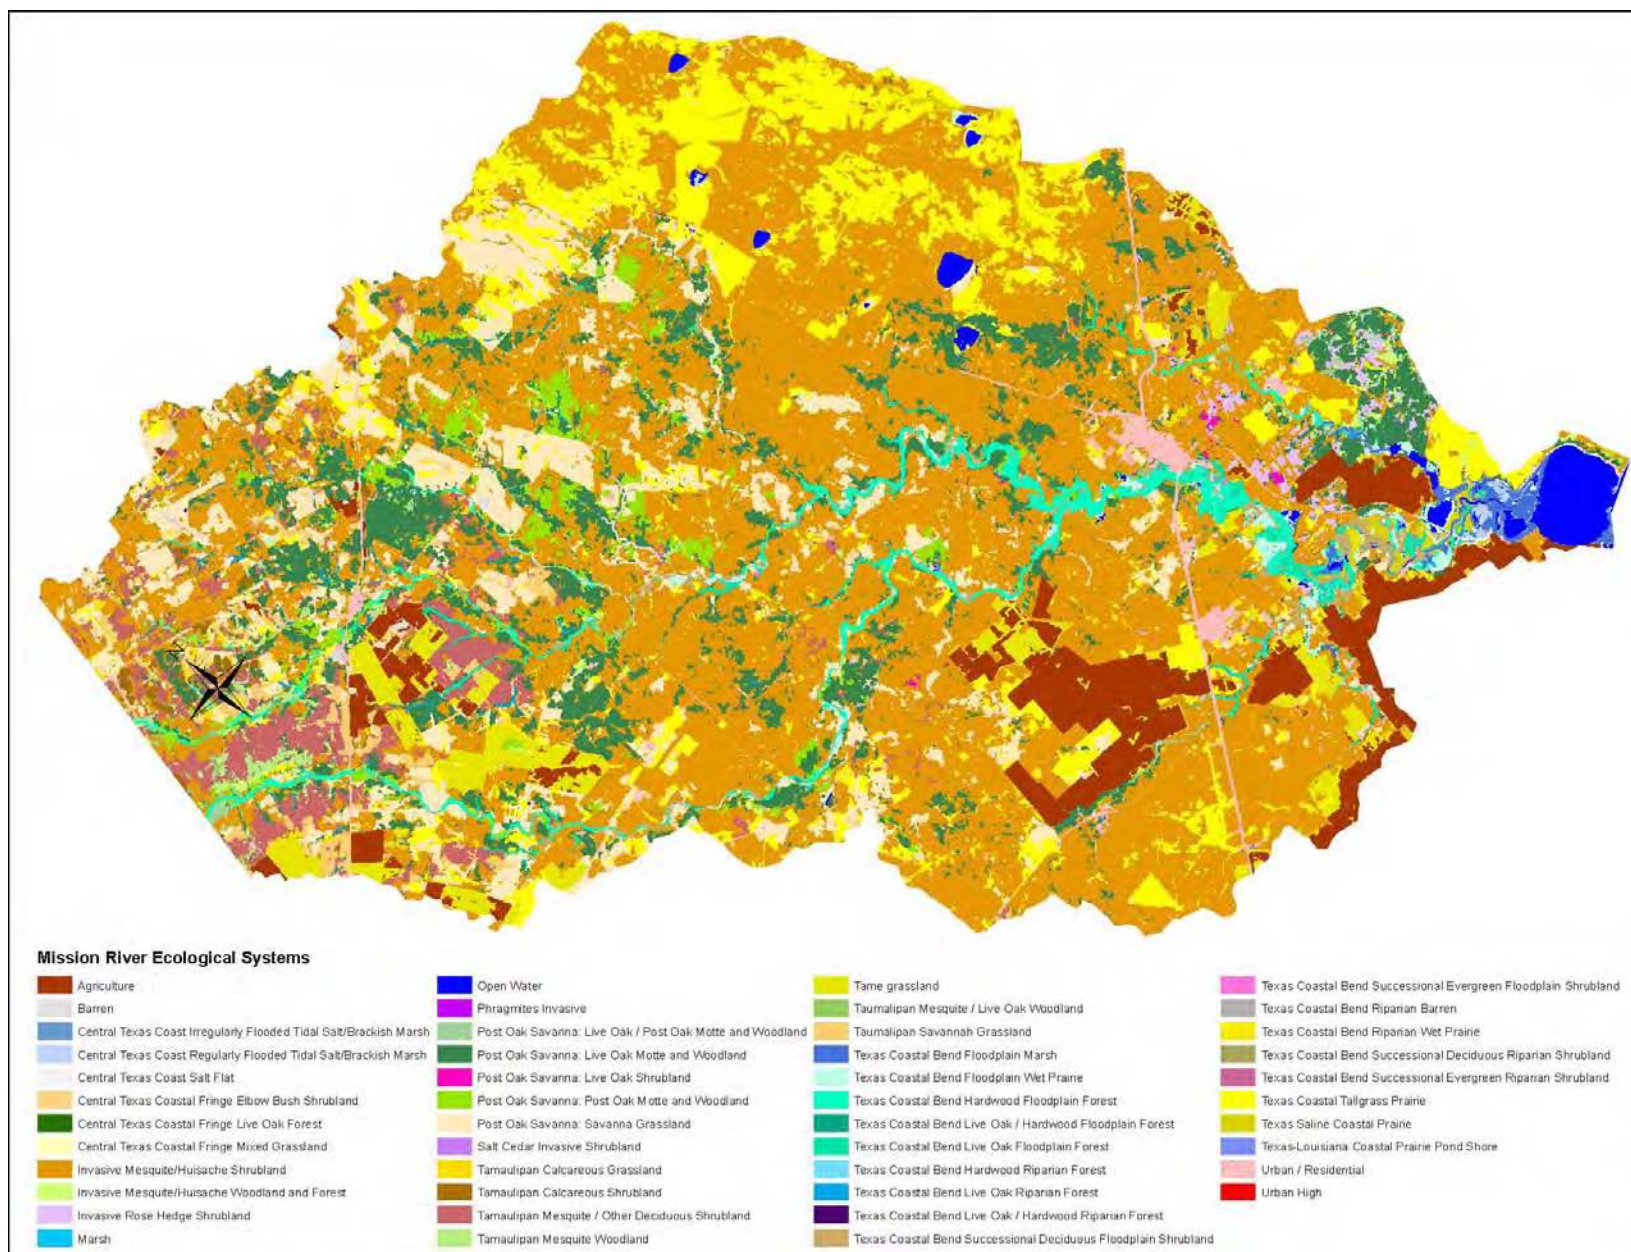 N
Mission River Ecological Systems
Agriculture
Barren
Central Texas Coast Irregularly Flooded Tidal Salt/Brackish Marsh
Central Texas Coast Regularly Flooded Tidal Salt/Brackish Marsh
Central Texas Coast Salt Flat
Central Texas Coastal Fringe Elbow Bush Shrubland
Central Texas Coastal Fringe Live Oak Forest
Central Texas Coastal Fringe Mixed Grassland
Invasive Mesquite/Huisache Shrubland
Invasive Mesquite/Huisache Woodland and Forest
Invasive Rose Hedge Shrubland
Marsh
Open Water
Phragmites Invasive
Post Oak Savanna: Live Oak / Post Oak Motte and Woodland
Post Oak Savanna: Live Oak Motte and Woodland
Post Oak Savanna: Live Oak Shrubland
Post Oak Savanna: Post Oak Motte and Woodland
Post Oak Savanna: Savanna Grassland
Salt Cedar Invasive Shrubland
Tamaulipan Calcareous Grassland
Tamaulipan Calcareous Shrubland
Tamaulipan Mesquite / Other Deciduous Shrubland
Tamaulipan Mesquite Woodland
Tame grassland
Taumalipan Mesquite / Live Oak Woodland
Taumalipan Savannah Grassland
Texas Coastal Bend Floodplain Marsh
Texas Coastal Bend Floodplain Wet Prairie
Texas Coastal Bend Hardwood Floodplain Forest
Texas Coastal Bend Live Oak / Hardwood Floodplain Forest
Texas Coastal Bend Live Oak Floodplain Forest
Texas Coastal Bend Hardwood Riparian Forest
Texas Coastal Bend Live Oak Riparian Forest
Texas Coastal Bend Live Oak / Hardwood Riparian Forest
Texas Coastal Bend Successional Deciduous Floodplain Shrubland
Texas Coastal Bend Successional Evergreen Floodplain Shrubland
Texas Coastal Bend Riparian Barren
Texas Coastal Bend Riparian Wet Prairie
Texas Coastal Bend Successional Deciduous Riparian Shrubland
Texas Coastal Bend Successional Evergreen Riparian Shrubland
Texas Coastal Tallgrass Prairie
Texas Saline Coastal Prairie
Texas-Louisiana Coastal Prairie Pond Shore
Urban / Residential
Urban High